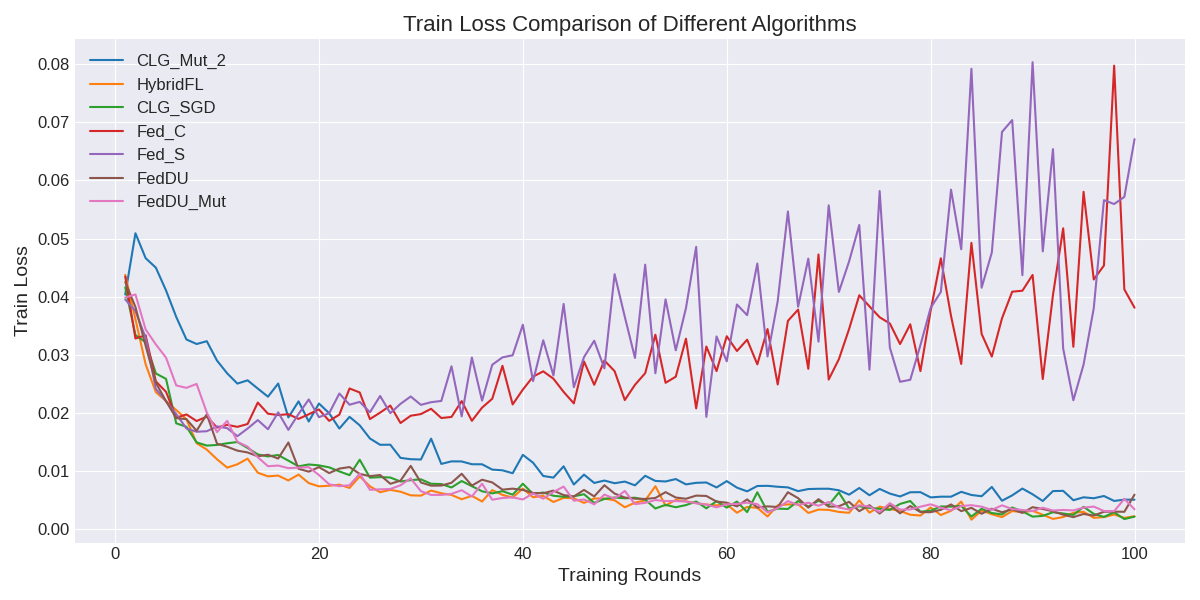 Train Loss Comparison of Different Algorithms
CLG_Mut_2
HybridFL
CLG_SGD
Fed_C
Fed_S
FedDU
FedDU_Mut
0.08
0.07
0.06
0.05
0.04
0.03
0.02
0.01
0.00
Train Loss
0 20 40 60 80 100
Training Rounds